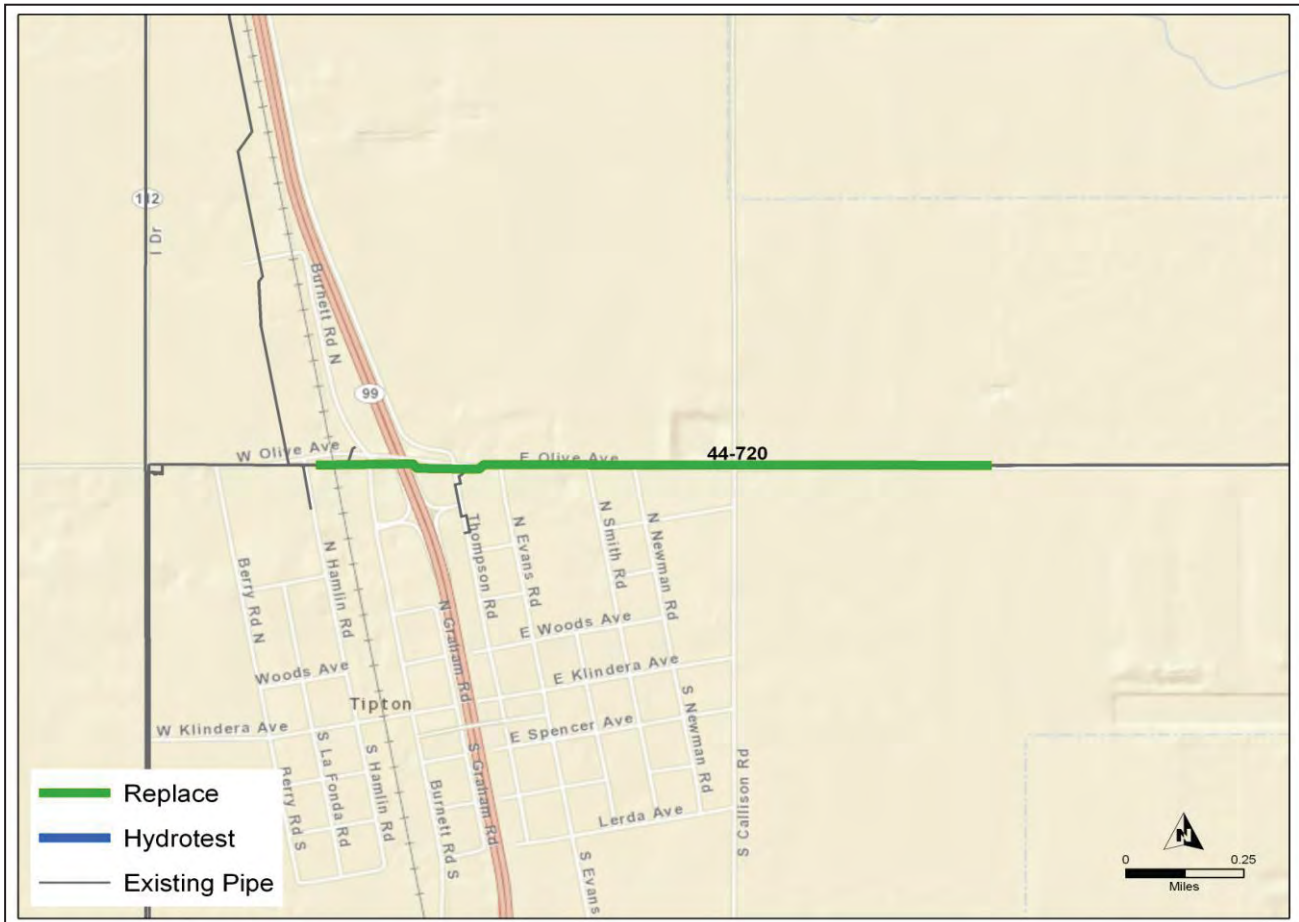 112
I Dr
Burnett Rd N
99
W Olive Ave
E Olive Ave
44-720
Berry Rd N
N Hamlin Rd
Thompson Rd
N Evans Rd
N Smith Rd
N Newman Rd
N Graham Rd
E Woods Ave
Woods Ave
E Klindera Ave
Tipton
W Klindera Ave
E Spencer Ave
S Newman Rd
S La Fonda Rd
S Hamlin Rd
S Graham Rd
Berry Rd S
Burnett Rd S
Lerda Ave
S Callison Rd
S Evans
Replace
Hydrotest
Existing Pipe
N
0 0.25
Miles